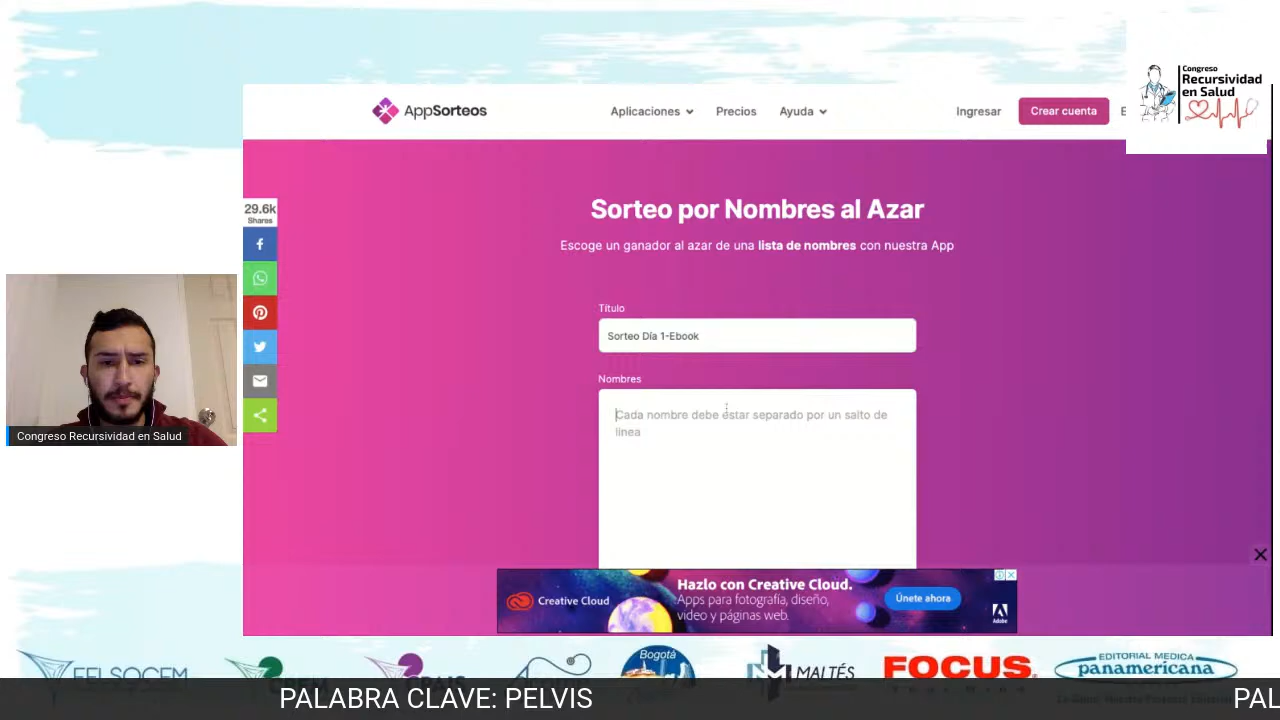 Congreso
Recursividad
en Salud
AppSorteos
Aplicaciones
Precios
Ayuda
Ingresar
Crear cuenta
29.6k
Shares
Sorteo por Nombres al Azar
Escoge un ganador al azar de una lista de nombres con nuestra App
Título
Sorteo Día 1-Ebook
Nombres
Cada nombre debe estar separado por un salto de
linea
Congreso Recursividad en Salud
Creative Cloud
Hazlo con Creative Cloud.
Apps para fotografía, diseño,
video y páginas web.
Únete ahora
Adobe
Bogotá
MALTÉS
FOCUS
EDITORIAL MEDICA
panamericana
PALABRA CLAVE: PELVIS
PAL